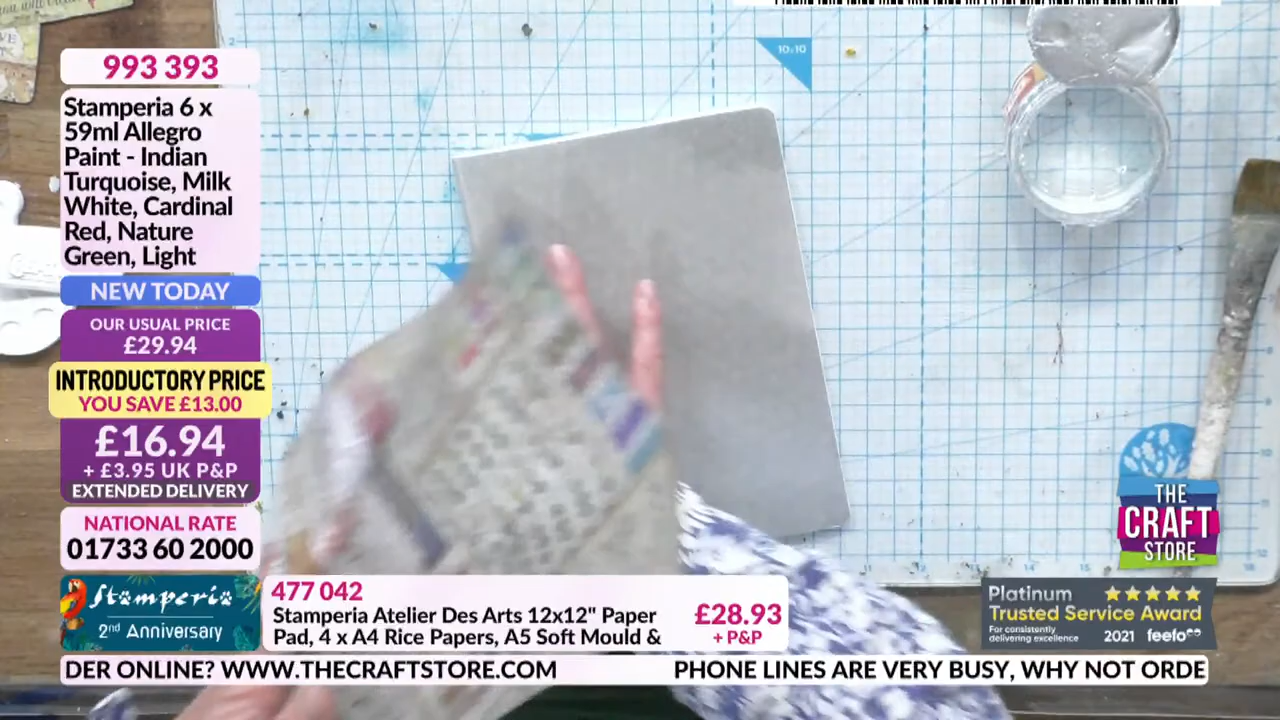 993 393
Stamperia 6 x
59ml Allegro
Paint - Indian
Turquoise, Milk
White, Cardinal
Red, Nature
Green, Light
NEW TODAY
OUR USUAL PRICE
£29.94
INTRODUCTORY PRICE
YOU SAVE £13.00
£16.94
+ £3.95 UK P&P
EXTENDED DELIVERY
NATIONAL RATE
01733 60 2000
Stamperia
2nd Anniversary
477 042
Stamperia Atelier Des Arts 12x12" Paper
Pad, 4 x A4 Rice Papers, A5 Soft Mould &
£28.93
+ P&P
10:10
THE
CRAFT
STORE
Platinum
Trusted Service Award
For consistently
delivering excellence
2021 feefo
DER ONLINE? WWW.THECRAFTSTORE.COM
PHONE LINES ARE VERY BUSY, WHY NOT ORDE